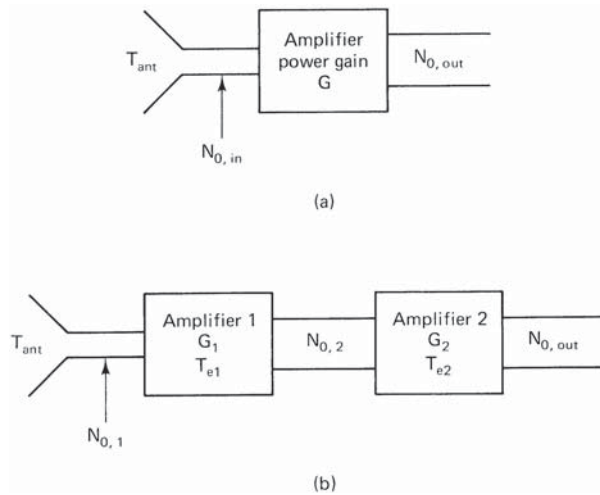 Amplifier
power gain
G
T_ant
N_0, out
N_0, in
(a)
Amplifier 1
G_1
T_e1
Amplifier 2
G_2
T_e2
T_ant
N_0, 2
N_0, out
N_0, 1
(b)